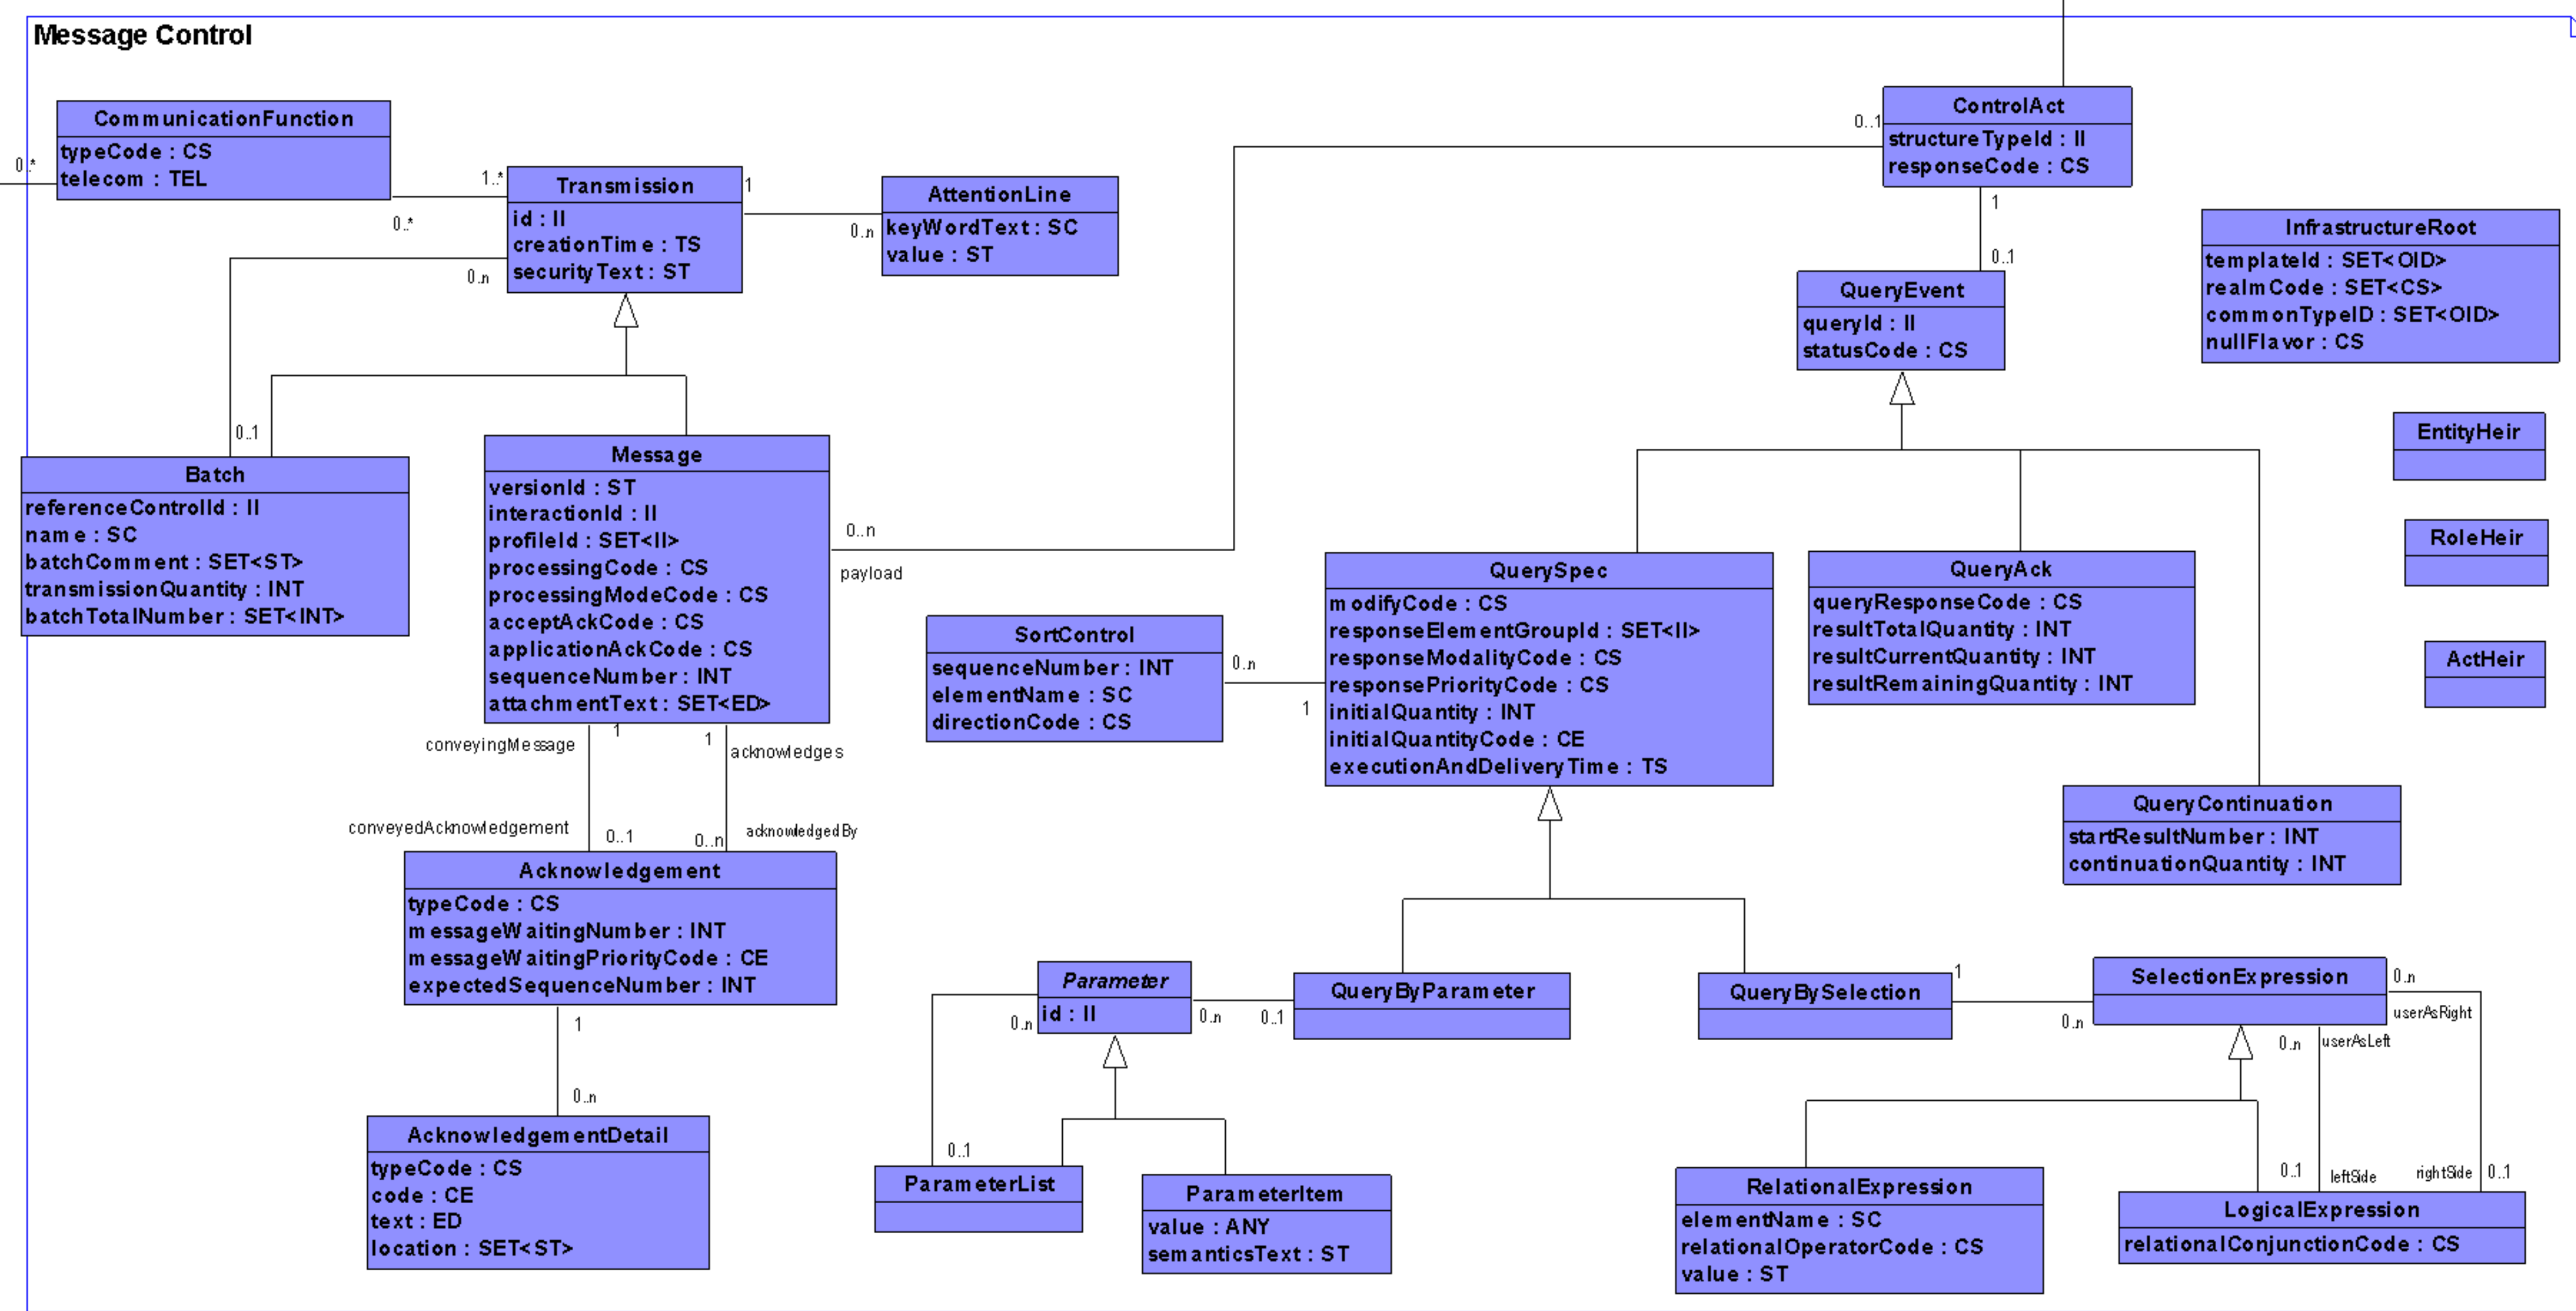 Message Control
CommunicationFunction
typeCode : CS
telecom : TEL
0..*
1..*
0..*
Transmission
id : II
creationTime : TS
securityText : ST
1
0..n
0..n
AttentionLine
keyWordText : SC
value : ST
0..1
ControlAct
structureTypeId : II
responseCode : CS
1
0..1
InfrastructureRoot
templateId : SET<OID>
realmCode : SET<CS>
commonTypeID : SET<OID>
nullFlavor : CS
QueryEvent
queryId : II
statusCode : CS
EntityHeir
RoleHeir
ActHeir
0..1
Batch
referenceControlId : II
name : SC
batchComment : SET<ST>
transmissionQuantity : INT
batchTotalNumber : SET<INT>
Message
versionId : ST
interactionId : II
profileId : SET<II>
processingCode : CS
processingModeCode : CS
acceptAckCode : CS
applicationAckCode : CS
sequenceNumber : INT
attachmentText : SET<ED>
0..n
payload
SortControl
sequenceNumber : INT
elementName : SC
directionCode : CS
0..n
1
QuerySpec
modifyCode : CS
responseElementGroupId : SET<II>
responseModalityCode : CS
responsePriorityCode : CS
initialQuantity : INT
initialQuantityCode : CE
executionAndDeliveryTime : TS
QueryAck
queryResponseCode : CS
resultTotalQuantity : INT
resultCurrentQuantity : INT
resultRemainingQuantity : INT
QueryContinuation
startResultNumber : INT
continuationQuantity : INT
conveyingMessage
1
1
acknowledges
conveyedAcknowledgement
0..1
0..n
acknowledgedBy
Acknowledgement
typeCode : CS
messageWaitingNumber : INT
messageWaitingPriorityCode : CE
expectedSequenceNumber : INT
1
0..n
AcknowledgementDetail
typeCode : CS
code : CE
text : ED
location : SET<ST>
Parameter
id : II
0..n
0..n
0..1
QueryByParameter
QueryBySelection
1
0..n
SelectionExpression
0..n
userAsRight
0..n
userAsLeft
0..1
ParameterList
ParameterItem
value : ANY
semanticsText : ST
RelationalExpression
elementName : SC
relationalOperatorCode : CS
value : ST
0..1
leftSide
rightSide
0..1
LogicalExpression
relationalConjunctionCode : CS